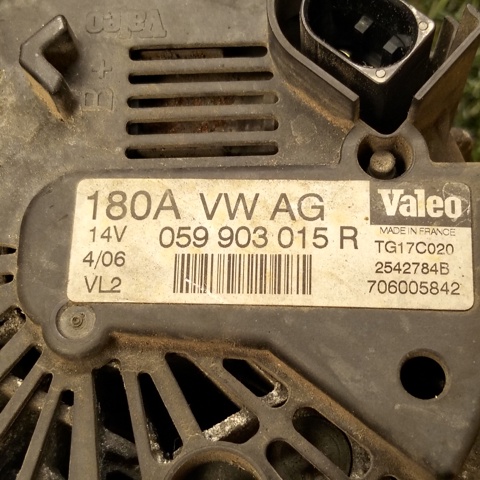 Valeo
B+
180A VW AG
Valeo
MADE IN FRANCE
14V
059 903 015 R
TG17C020
4/06
2542784B
VL2
706005842